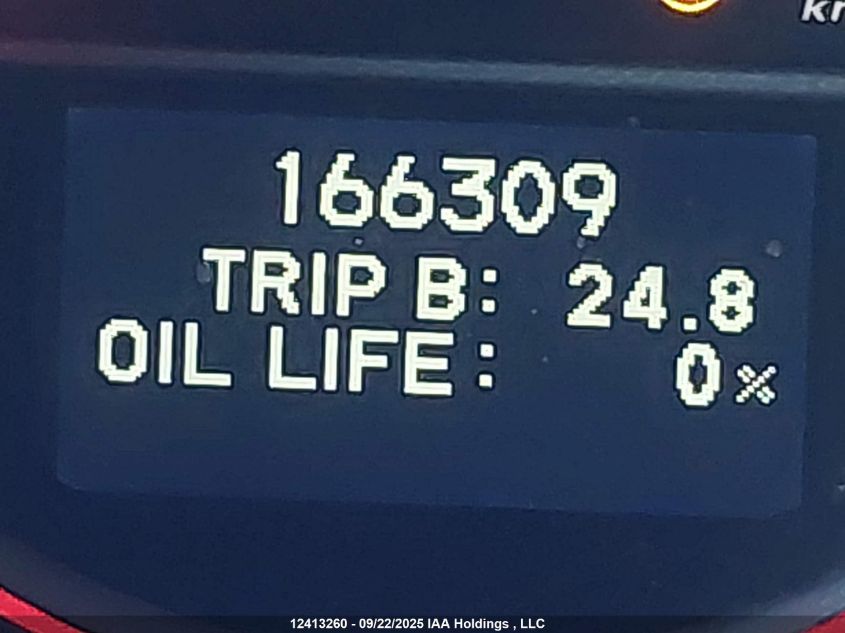 166309
TRIP B: 24.8
OIL LIFE: 0%
12413260 - 09/22/2025 IAA Holdings , LLC